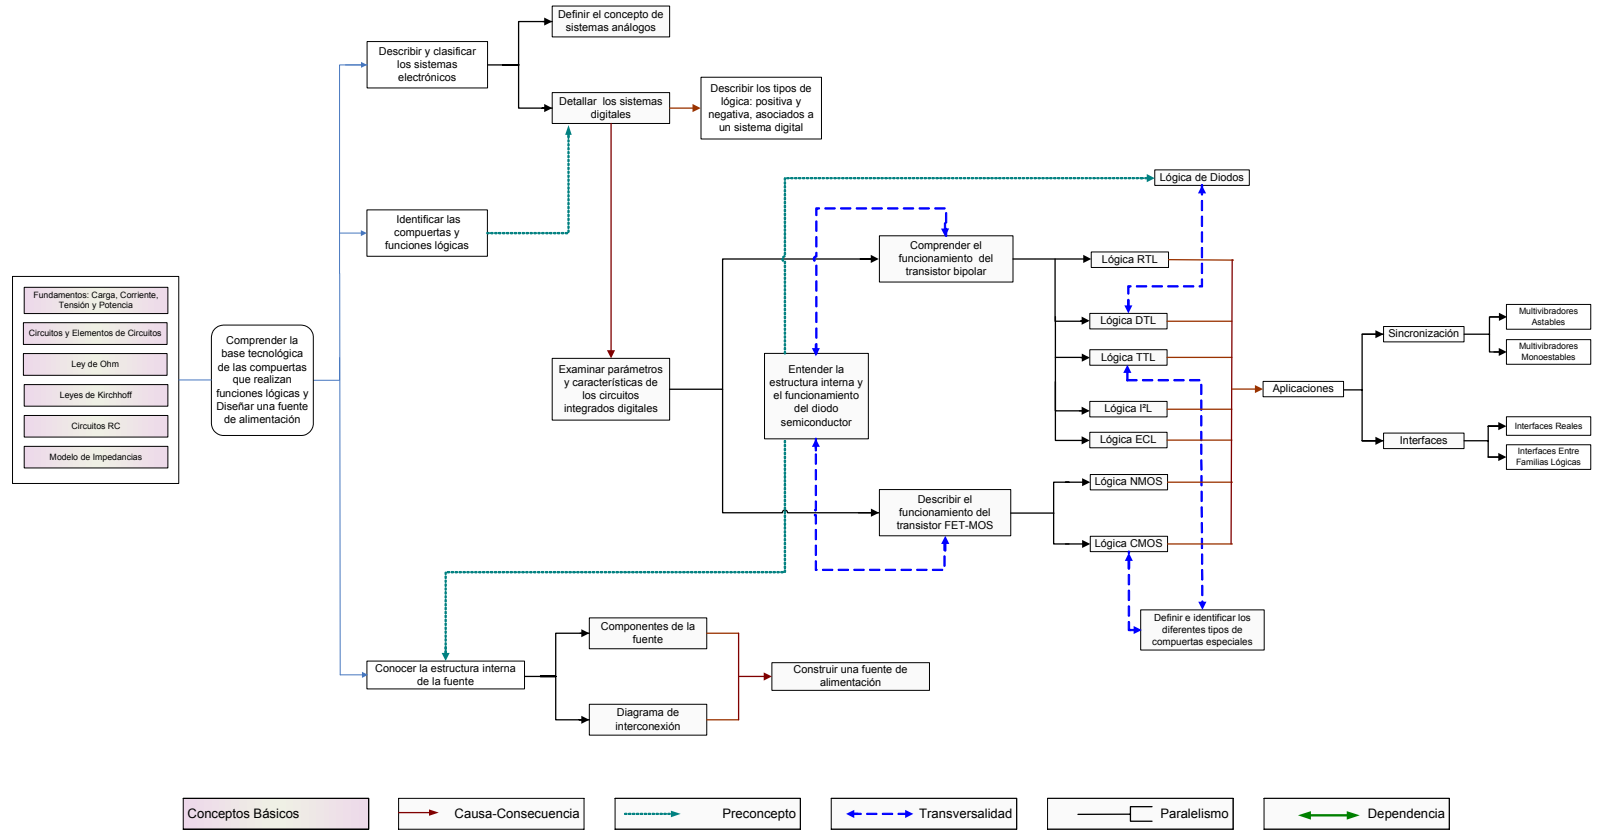 Definir el concepto de
sistemas análogos
Describir y clasificar
los sistemas
electrónicos
Detallar los sistemas
digitales
Describir los tipos de
lógica: positiva y
negativa, asociados a
un sistema digital
Lógica de Diodos
Identificar las
compuertas y
funciones lógicas
Comprender el
funcionamiento del
transistor bipolar
Lógica RTL
Fundamentos: Carga, Corriente,
Tensión y Potencia
Circuitos y Elementos de Circuitos
Ley de Ohm
Leyes de Kirchhoff
Circuitos RC
Modelo de Impedancias
Comprender la
base tecnológica
de las compuertas
que realizan
funciones lógicas y
Diseñar una fuente
de alimentación
Lógica DTL
Lógica TTL
Examinar parámetros
y características de
los circuitos
integrados digitales
Entender la
estructura interna y
el funcionamiento
del diodo
semiconductor
Lógica I²L
Lógica ECL
Aplicaciones
Sincronización
Multivibradores
Astables
Multivibradores
Monoestables
Interfaces
Interfaces Reales
Interfaces Entre
Familias Lógicas
Describir el
funcionamiento del
transistor FET-MOS
Lógica NMOS
Lógica CMOS
Definir e identificar los
diferentes tipos de
compuertas especiales
Componentes de la
fuente
Conocer la estructura interna
de la fuente
Construir una fuente de
alimentación
Diagrama de
interconexión
Conceptos Básicos
Causa-Consecuencia
Preconcepto
Transversalidad
Paralelismo
Dependencia